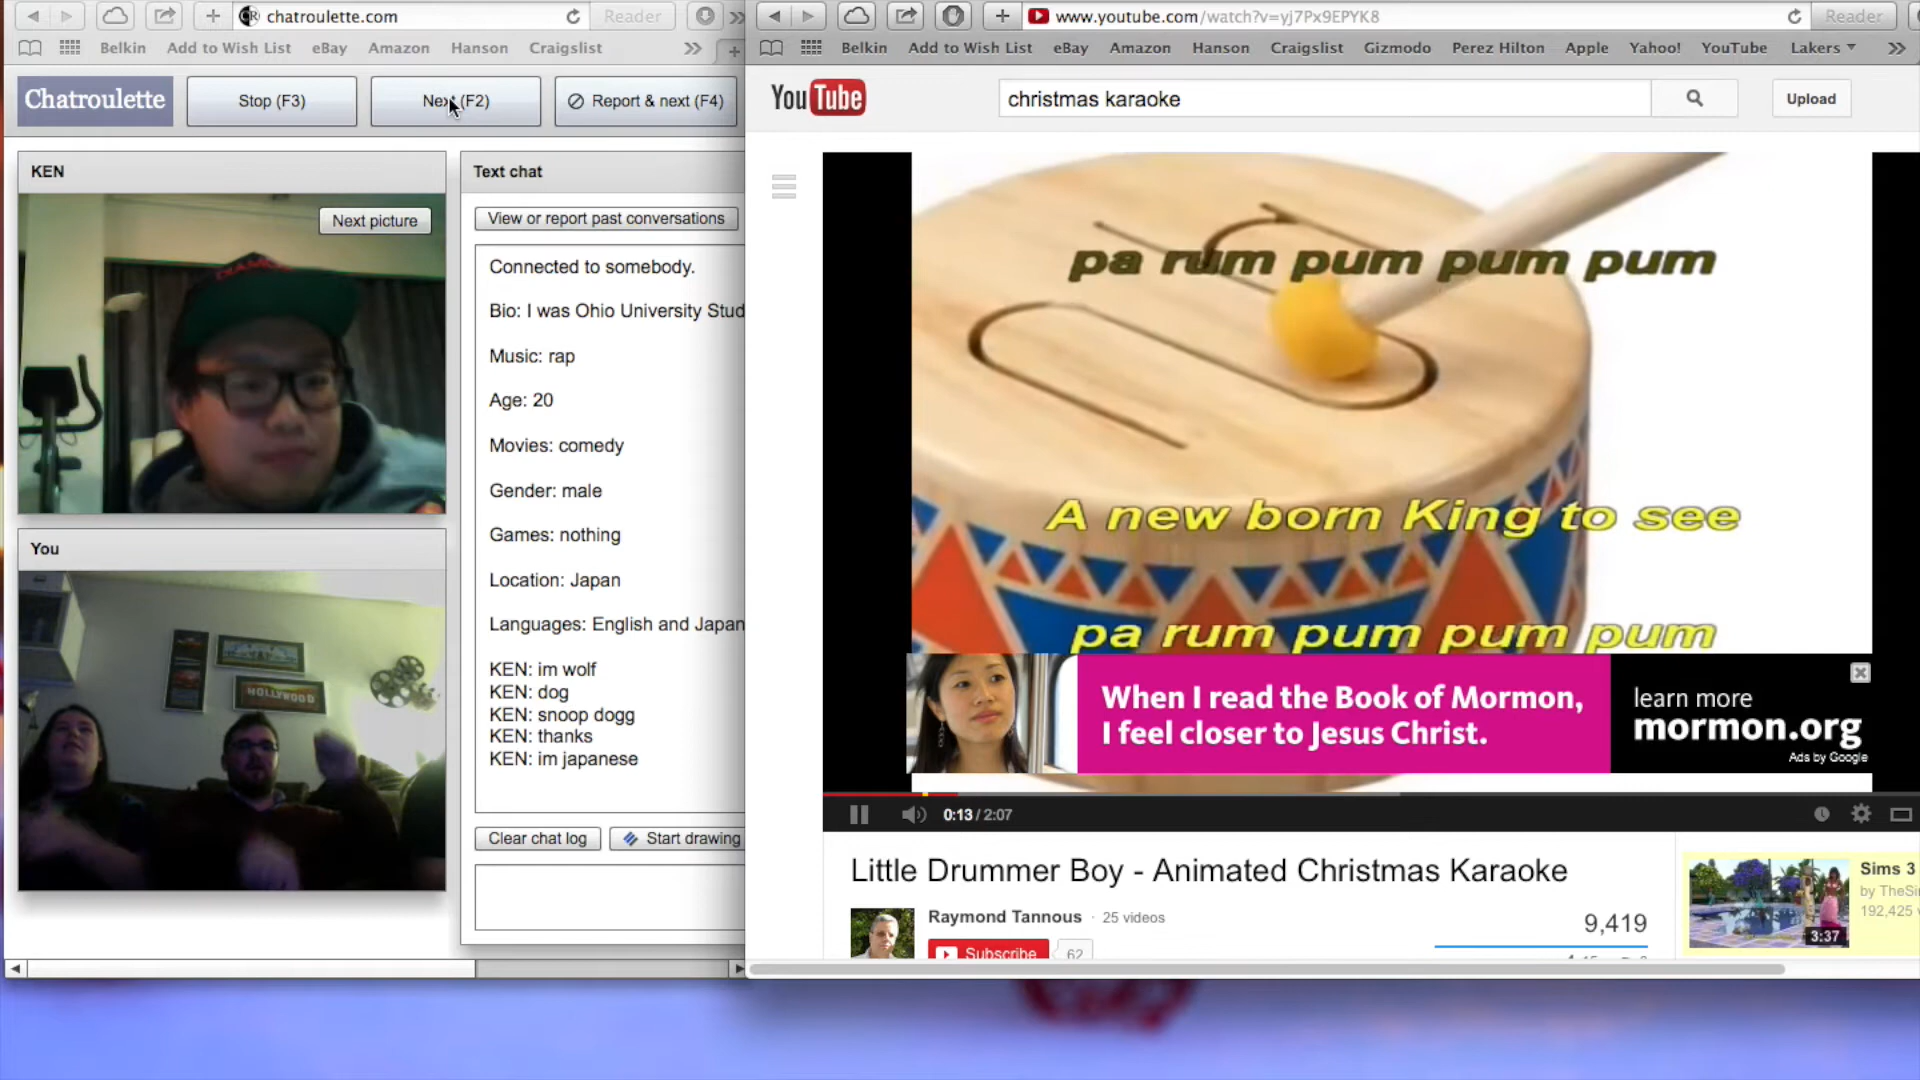 chatroulette.com
Reader
Belkin Add to Wish List eBay Amazon Hanson Craigslist
Chatroulette
Stop (F3)
Next (F2)
Report & next (F4)
KEN
Next picture
You
HOLLYWOOD
Text chat
View or report past conversations
Connected to somebody.
Bio: I was Ohio University Stud
Music: rap
Age: 20
Movies: comedy
Gender: male
Games: nothing
Location: Japan
Languages: English and Japan
KEN: im wolf
KEN: dog
KEN: snoop dogg
KEN: thanks
KEN: im japanese
Clear chat log
Start drawing
www.youtube.com/watch?v=yj7Px9EPYK8
Reader
Belkin Add to Wish List eBay Amazon Hanson Craigslist Gizmodo Perez Hilton Apple Yahoo! YouTube Lakers
YouTube
christmas karaoke
Upload
pa rum pum pum pum
A new born King to see
pa rum pum pum pum
When I read the Book of Mormon,
I feel closer to Jesus Christ.
learn more
mormon.org
Ads by Google
0:13 / 2:07
Little Drummer Boy - Animated Christmas Karaoke
Raymond Tannous · 25 videos
Subscribe 62
9,419
Sims 3
by TheSi
192,425 v
3:37